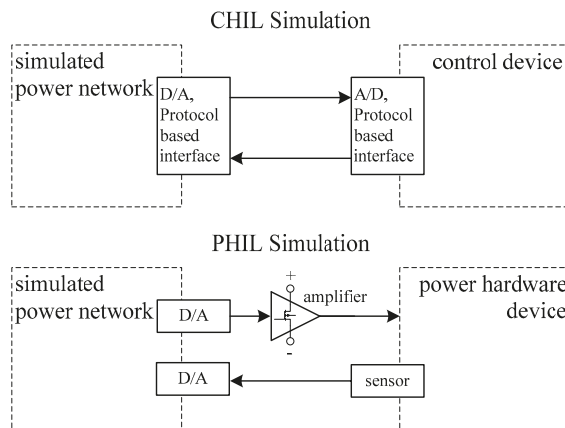 CHIL Simulation
simulated
power network
control device
D/A,
Protocol
based
interface
A/D,
Protocol
based
interface
PHIL Simulation
simulated
power network
+
amplifier
-
power hardware
device
D/A
D/A
sensor